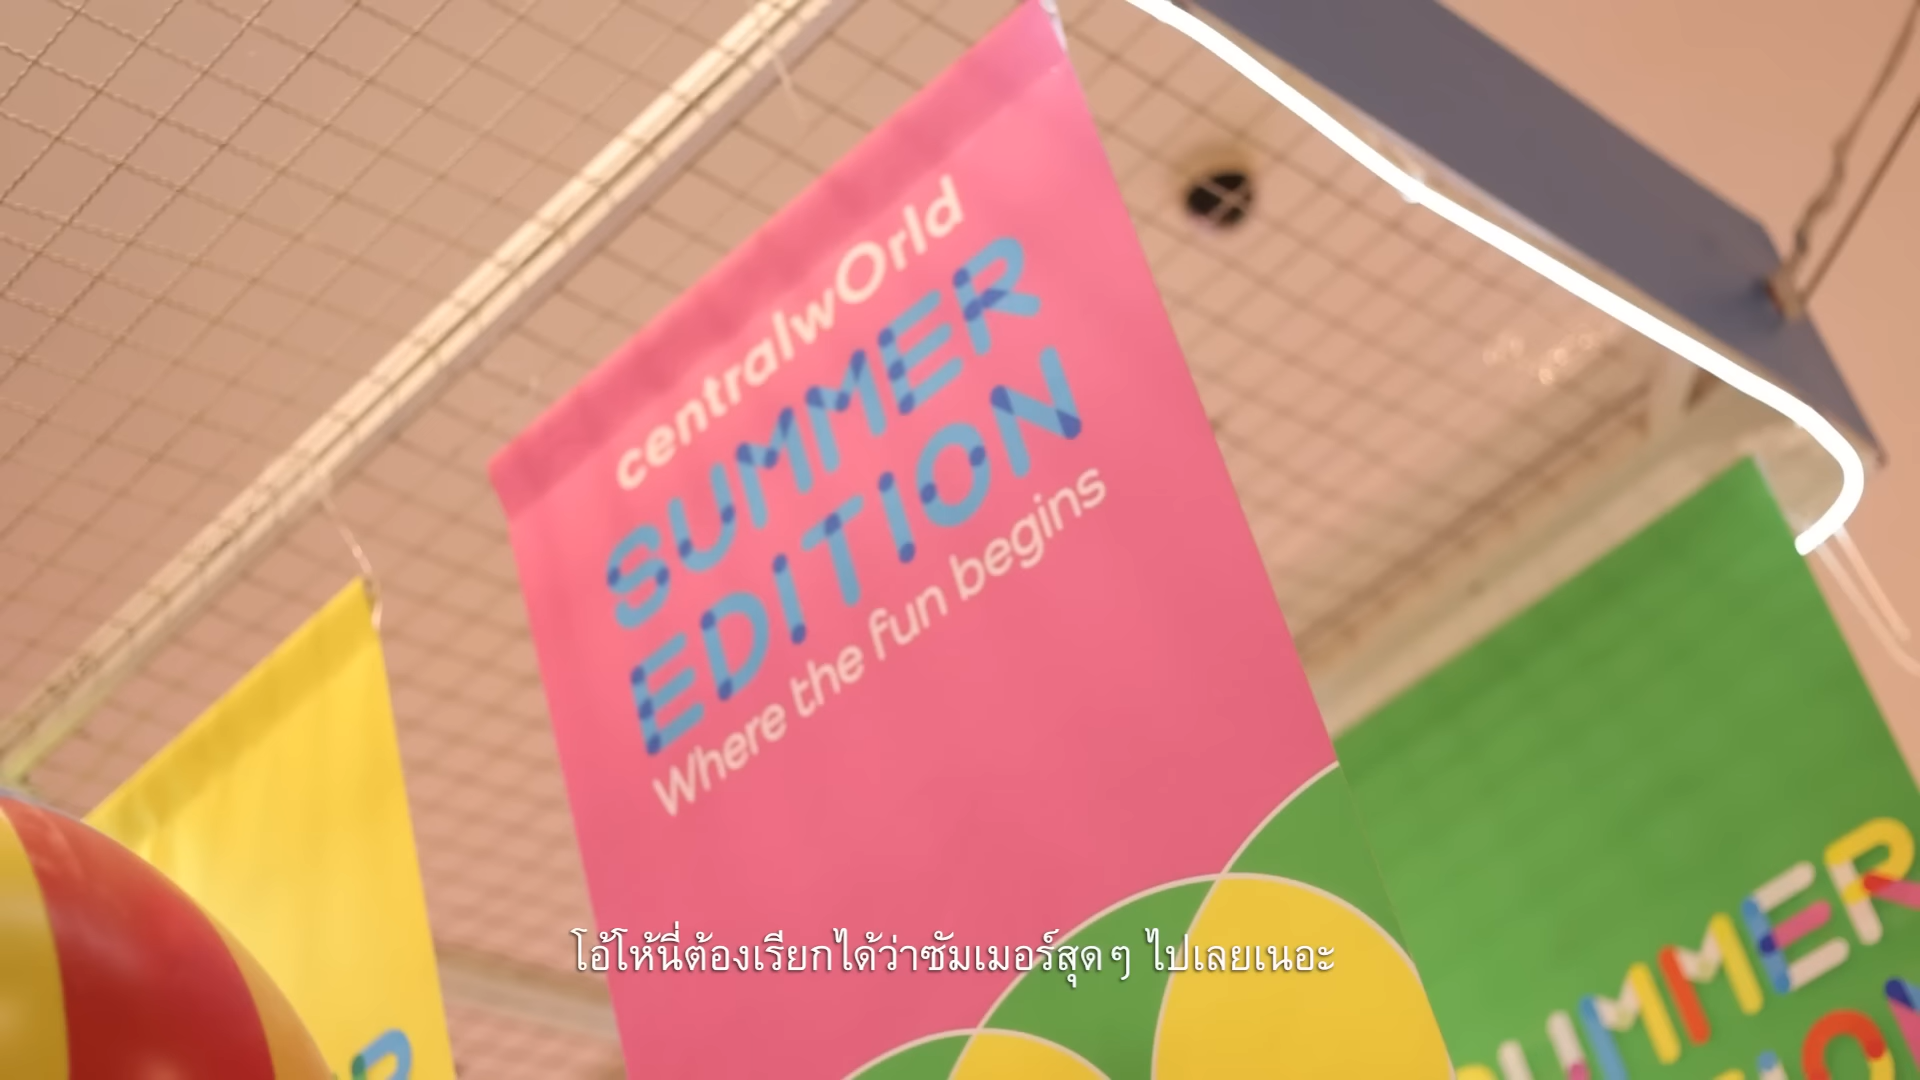 centralwOrld
SUMMER
EDITION
Where the fun begins
SUMMER
โอ้โห้นี่ต้องเรียกได้ว่าซัมเมอร์สุดๆ ไปเลยเนอะ